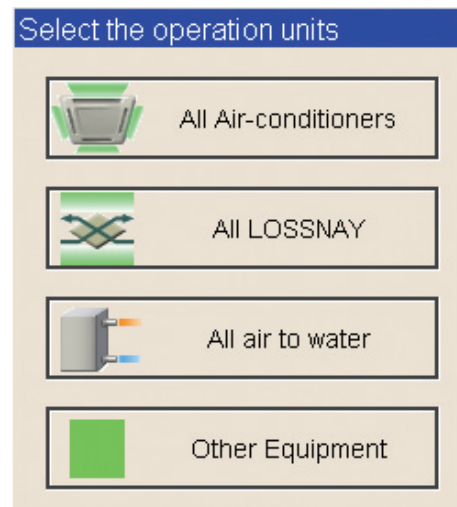 Select the operation units
All Air-conditioners
All LOSSNAY
All air to water
Other Equipment